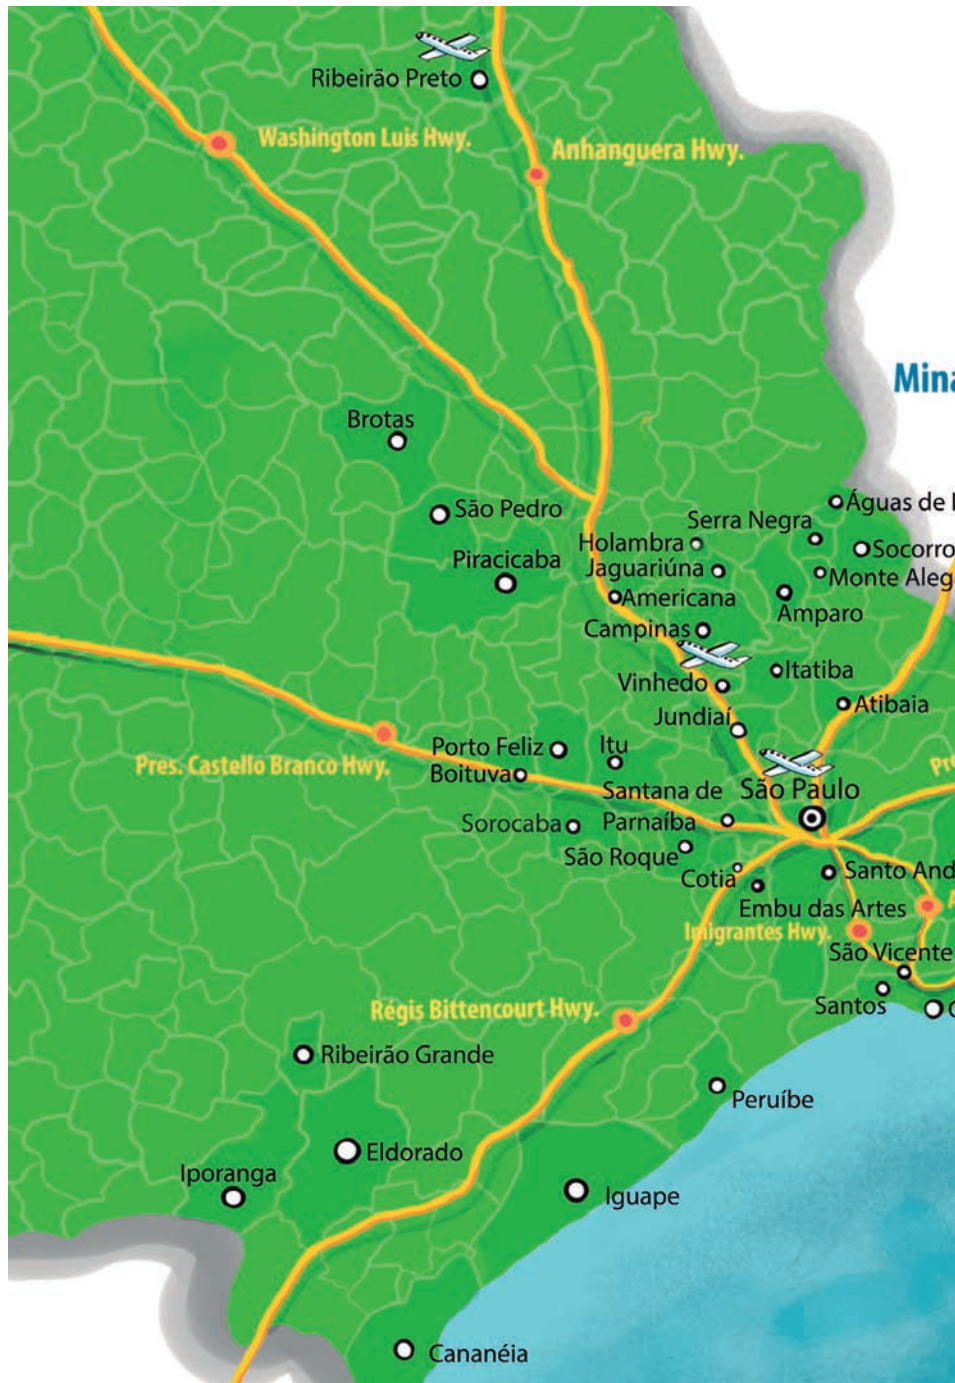 Ribeirão Preto
Washington Luis Hwy.
Anhanguera Hwy.
Mina
Brotas
São Pedro
Águas de
Serra Negra
Holambra
Socorro
Piracicaba
Jaguariúna
Monte Aleg
Americana
Amparo
Campinas
Itatiba
Vinhedo
Atibaia
Jundiaí
Porto Feliz
Itu
Pres. Castello Branco Hwy.
Boituva
Pre
Santana de
Parnaíba
São Paulo
Sorocaba
São Roque
Cotia
Santo And
Embu das Artes
Imigrantes Hwy.
São Vicente
Santos
Régis Bittencourt Hwy.
Ribeirão Grande
Peruíbe
Eldorado
Iporanga
Iguape
Cananéia